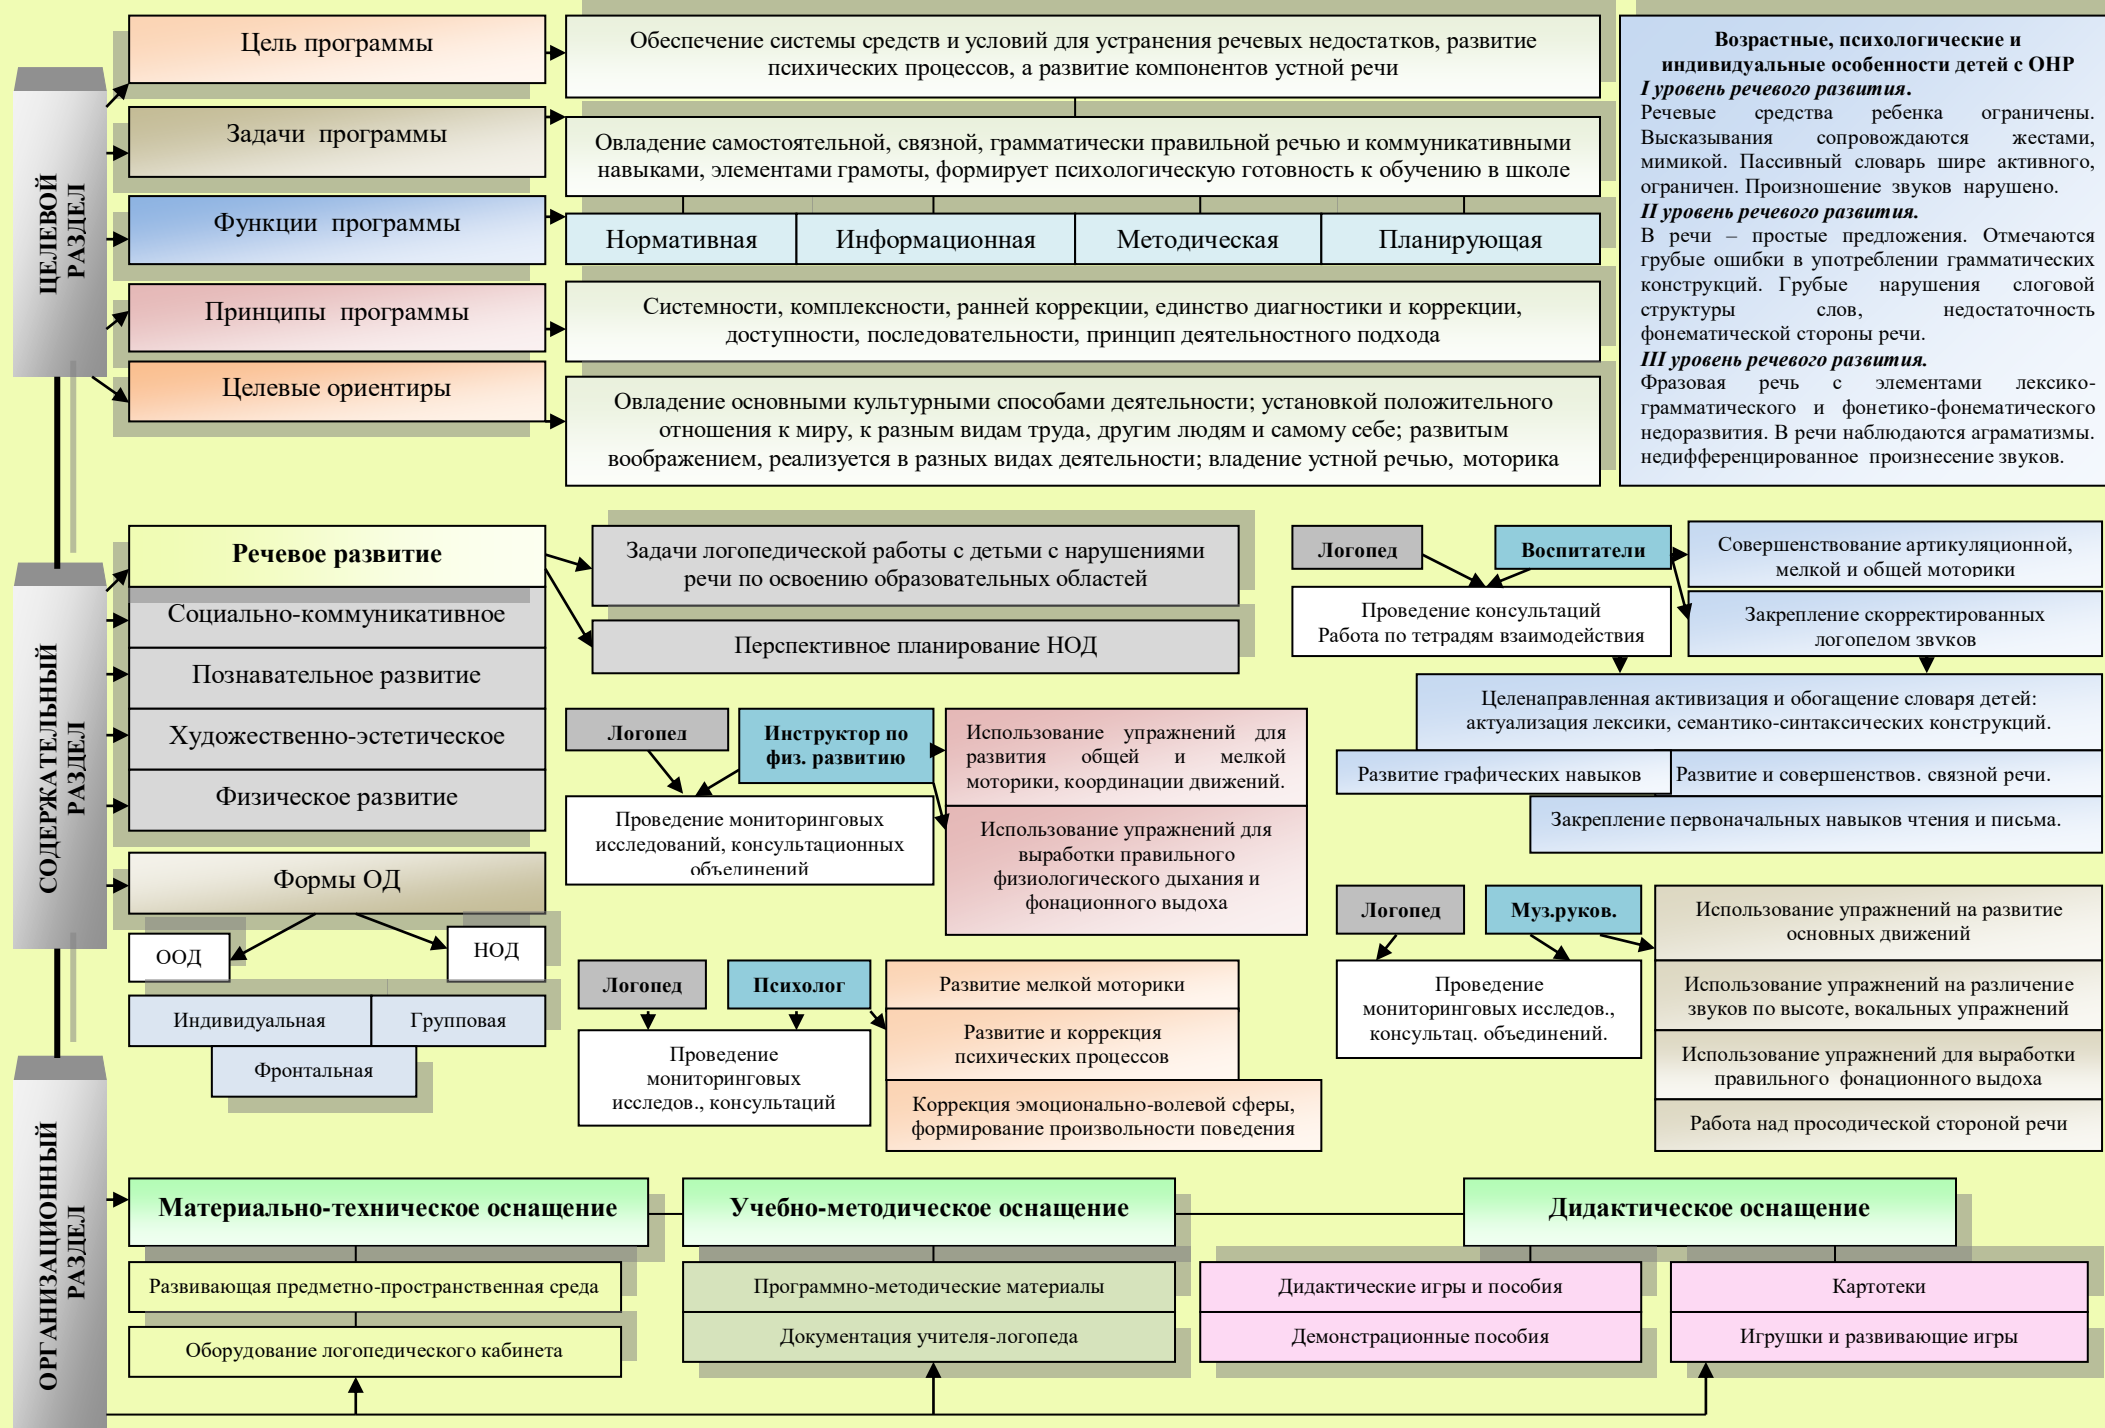 ЦЕЛЕВОЙ
РАЗДЕЛ
Цель программы
Обеспечение системы средств и условий для устранения речевых недостатков, развитие
психических процессов, а развитие компонентов устной речи
Задачи программы
Овладение самостоятельной, связной, грамматически правильной речью и коммуникативными
навыками, элементами грамоты, формирует психологическую готовность к обучению в школе
Функции программы
Нормативная
Информационная
Методическая
Планирующая
Принципы программы
Системности, комплексности, ранней коррекции, единство диагностики и коррекции,
доступности, последовательности, принцип деятельностного подхода
Целевые ориентиры
Овладение основными культурными способами деятельности; установкой положительного
отношения к миру, к разным видам труда, другим людям и самому себе; развитым
воображением, реализуется в разных видах деятельности; владение устной речью, моторика
Возрастные, психологические и
индивидуальные особенности детей с ОНР
I уровень речевого развития.
Речевые средства ребенка ограничены.
Высказывания сопровождаются жестами,
мимикой. Пассивный словарь шире активного,
ограничен. Произношение звуков нарушено.
II уровень речевого развития.
В речи – простые предложения. Отмечаются
грубые ошибки в употреблении грамматических
конструкций. Грубые нарушения слоговой
структуры слов, недостаточность
фонематической стороны речи.
III уровень речевого развития.
Фразовая речь с элементами лексико-
грамматического и фонетико-фонематического
недоразвития. В речи наблюдаются аграматизмы.
недифференцированное произнесение звуков.
СОДЕРЖАТЕЛЬНЫЙ
РАЗДЕЛ
Речевое развитие
Социально-коммуникативное
Познавательное развитие
Художественно-эстетическое
Физическое развитие
Формы ОД
ООД
НОД
Индивидуальная
Групповая
Фронтальная
Задачи логопедической работы с детьми с нарушениями
речи по освоению образовательных областей
Перспективное планирование НОД
Логопед
Инструктор по
физ. развитию
Проведение мониторинговых
исследований, консультационных
объединений
Использование упражнений для
развития общей и мелкой
моторики, координации движений.
Использование упражнений для
выработки правильного
физиологического дыхания и
фонационного выдоха
Логопед
Психолог
Проведение
мониторинговых
исследов., консультаций
Развитие мелкой моторики
Развитие и коррекция
психических процессов
Коррекция эмоционально-волевой сферы,
формирование произвольности поведения
Логопед
Воспитатели
Проведение консультаций
Работа по тетрадям взаимодействия
Совершенствование артикуляционной,
мелкой и общей моторики
Закрепление скорректированных
логопедом звуков
Целенаправленная активизация и обогащение словаря детей:
актуализация лексики, семантико-синтаксических конструкций.
Развитие графических навыков
Развитие и совершенствов. связной речи.
Закрепление первоначальных навыков чтения и письма.
Логопед
Муз.руков.
Проведение
мониторинговых исследов.,
консультац. объединений.
Использование упражнений на развитие
основных движений
Использование упражнений на различение
звуков по высоте, вокальных упражнений
Использование упражнений для выработки
правильного фонационного выдоха
Работа над просодической стороной речи
ОРГАНИЗАЦИОННЫЙ
РАЗДЕЛ
Материально-техническое оснащение
Развивающая предметно-пространственная среда
Оборудование логопедического кабинета
Учебно-методическое оснащение
Программно-методические материалы
Документация учителя-логопеда
Дидактическое оснащение
Дидактические игры и пособия
Демонстрационные пособия
Картотеки
Игрушки и развивающие игры